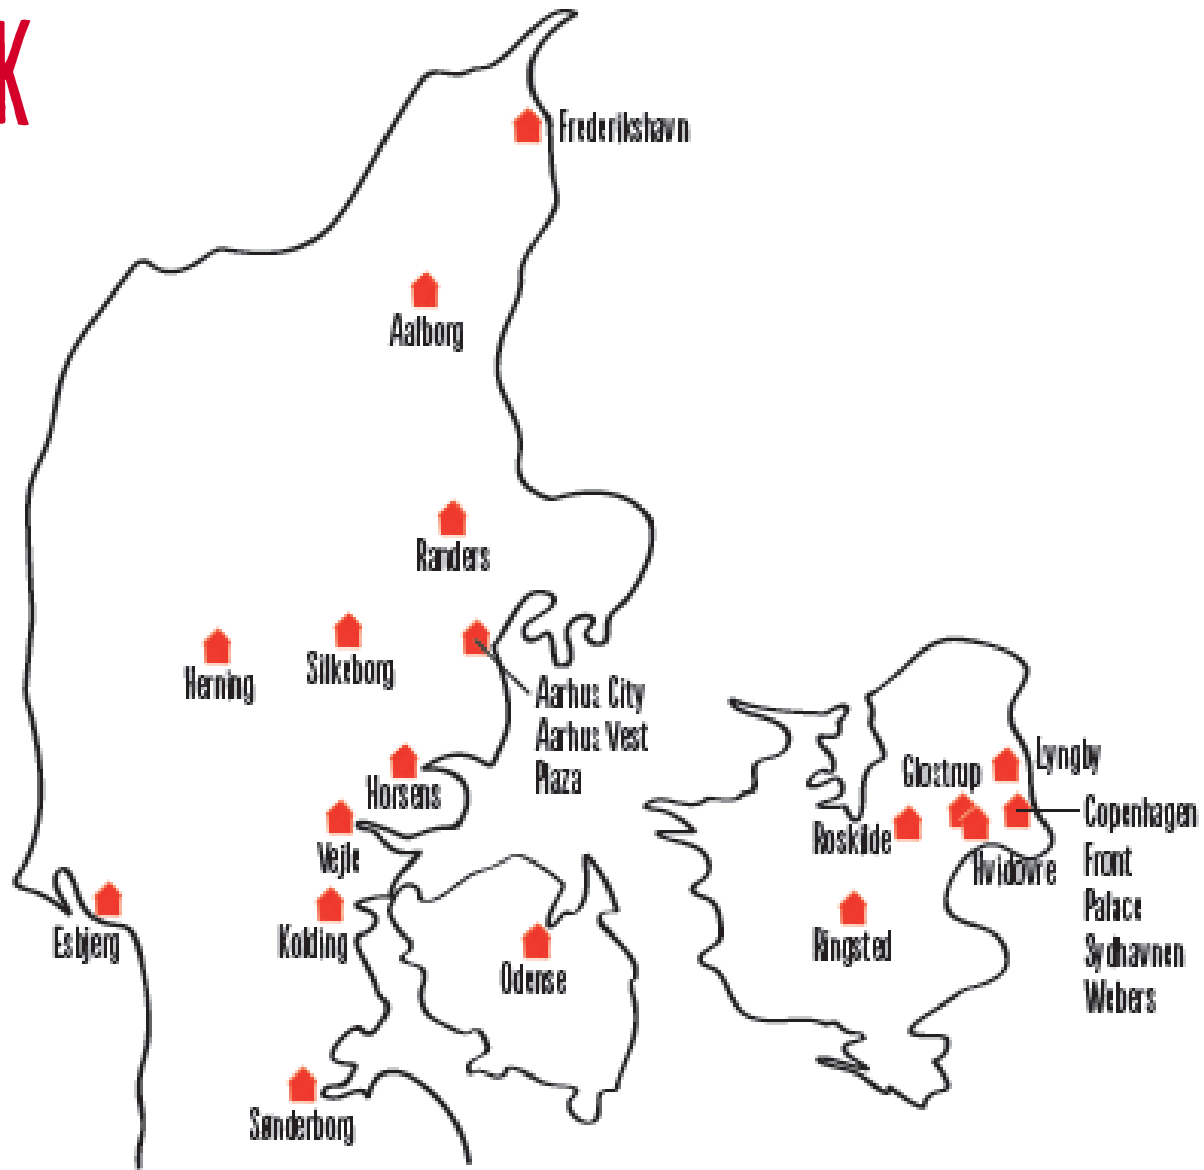 K
Frederikshavn
Aalborg
Randers
Silkeborg
Herning
Aarhus City
Aarhus Vest
Plaza
Horsens
Vejle
Esbjerg
Kolding
Odense
Sønderborg
Lyngby
Glostrup
Copenhagen
Roskilde
Hvidovre
Front
Palace
Ringsted
Sydhavnen
Webers